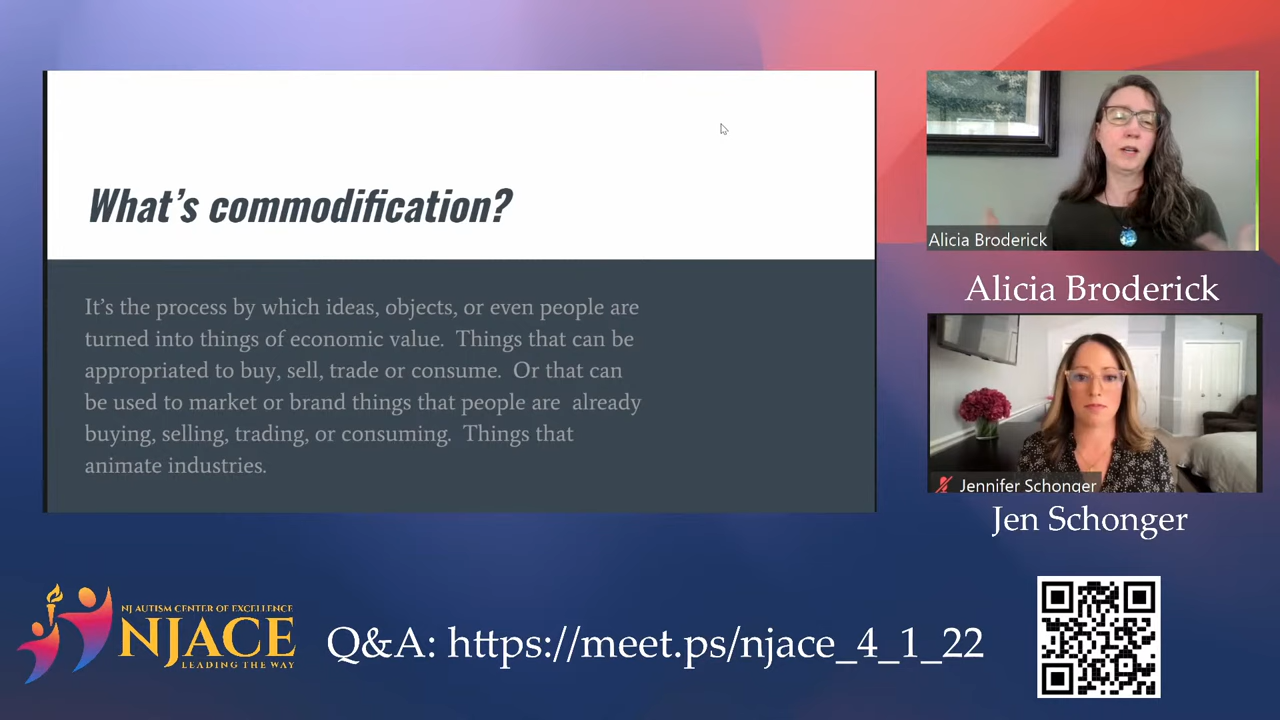 What's commodification?
It's the process by which ideas, objects, or even people are
turned into things of economic value. Things that can be
appropriated to buy, sell, trade or consume. Or that can
be used to market or brand things that people are already
buying, selling, trading, or consuming. Things that
animate industries.
Alicia Broderick
Alicia Broderick
Jennifer Schonger
Jen Schonger
NJ AUTISM CENTER OF EXCELLENCE
NJACE
LEADING THE WAY
Q&A: https://meet.ps/njace_4_1_22